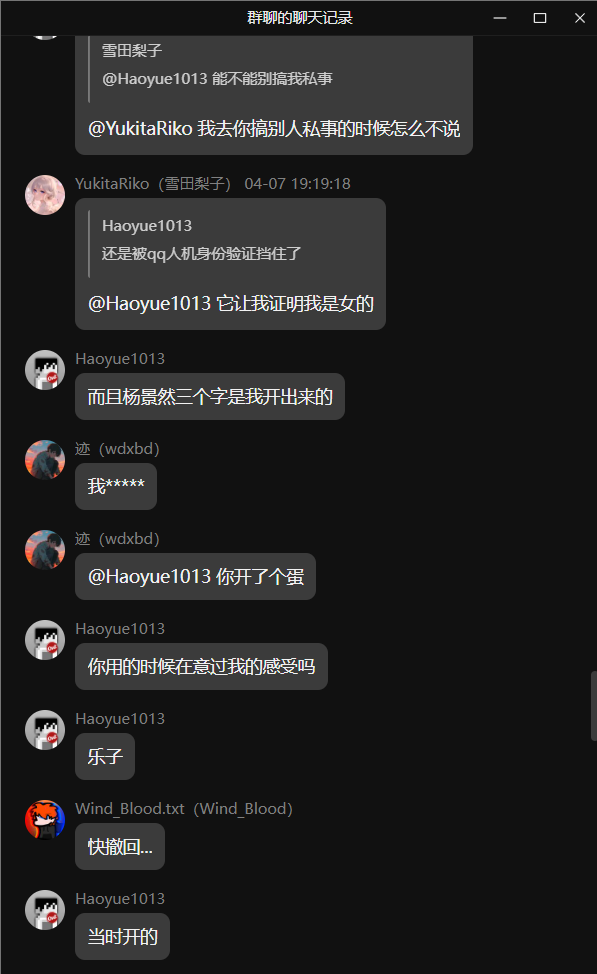 群聊的聊天记录
雪田梨子
@Haoyue1013 能不能别搞我私事
@YukitaRiko 我去你搞别人私事的时候怎么不说
YukitaRiko（雪田梨子） 04-07 19:19:18
Haoyue1013
还是被qq人机身份验证挡住了
@Haoyue1013 它让我证明我是女的
Haoyue1013
而且杨景然三个字是我开出来的
迹（wdxbd）
我*****
迹（wdxbd）
@Haoyue1013 你开了个蛋
Haoyue1013
你用的时候在意过我的感受吗
Haoyue1013
乐子
Wind_Blood.txt（Wind_Blood）
快撤回...
Haoyue1013
当时开的